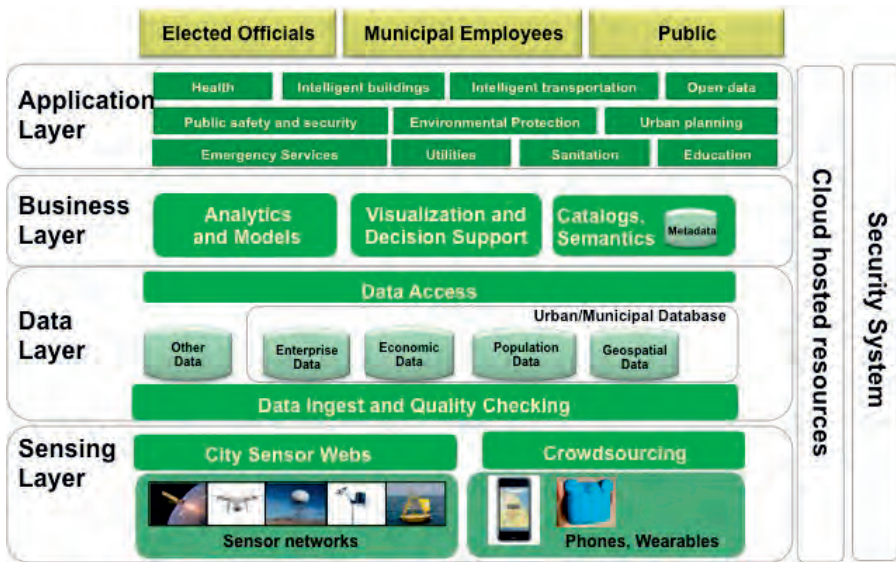 Elected Officials
Municipal Employees
Public
Application
Layer
Health
Intelligent buildings
Intelligent transportation
Open-data
Public safety and security
Environmental Protection
Urban planning
Emergency Services
Utilities
Sanitation
Education
Business
Layer
Analytics
and Models
Visualization and
Decision Support
Catalogs,
Semantics
Metadata
Data
Layer
Data Access
Urban/Municipal Database
Other
Data
Enterprise
Data
Economic
Data
Population
Data
Geospatial
Data
Data Ingest and Quality Checking
Sensing
Layer
City Sensor Webs
Crowdsourcing
Sensor networks
Phones, Wearables
Cloud hosted resources
Security System